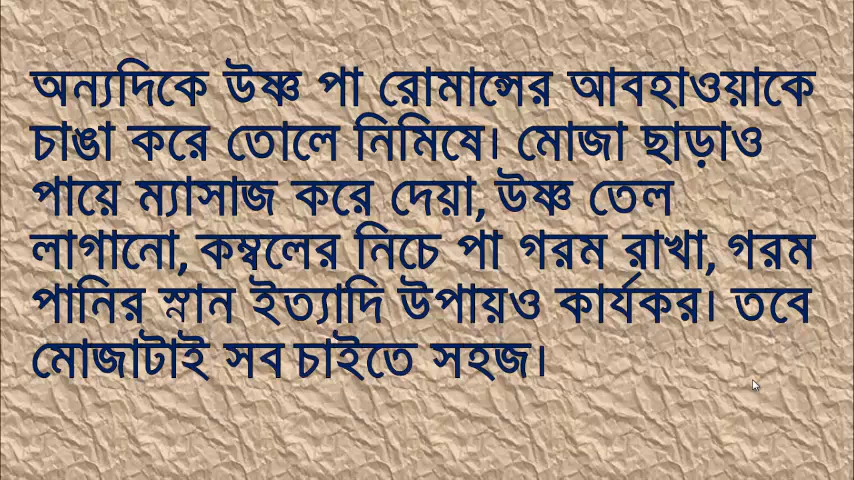 অন্যদিকে উষ্ণ পা রোমান্সের আবহাওয়াকে
চাঙা করে তোলে নিমিষে। মোজা ছাড়াও
পায়ে ম্যাসাজ করে দেয়া, উষ্ণ তেল
লাগানো, কম্বলের নিচে পা গরম রাখা, গরম
পানির স্নান ইত্যাদি উপায়ও কার্যকর। তবে
মোজাটাই সব চাইতে সহজ।